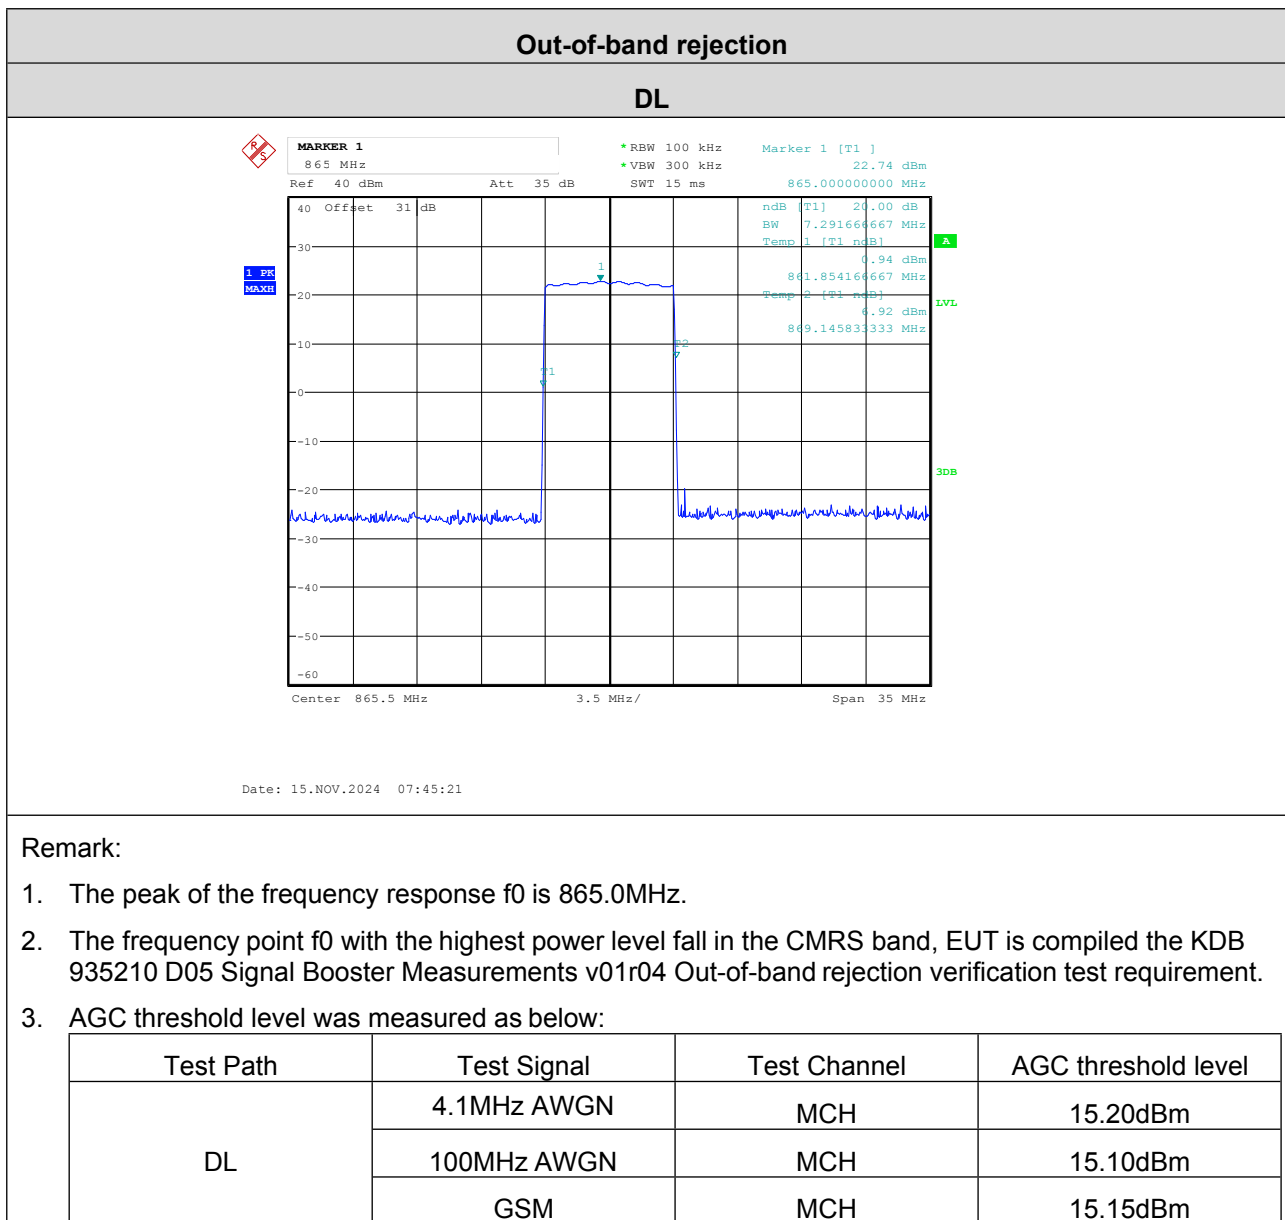 Out-of-band rejection
DL
R S
MARKER 1
865 MHz
*RBW 100 kHz
*VBW 300 kHz
Ref 40 dBm Att 35 dB SWT 15 ms
Marker 1 [T1 ]
22.74 dBm
865.000000000 MHz
40 Offset 31 dB
ndB [T1] 20.00 dB
BW 7.291666667 MHz
Temp 1 [T1 ndB]
0.94 dBm
861.854166667 MHz
Temp 2 [T1 ndB]
6.92 dBm
869.145833333 MHz
A
LVL
3DB
1 PK
MAXH
1
T1
T2
30
20
10
0
-10
-20
-30
-40
-50
-60
Center 865.5 MHz 3.5 MHz/ Span 35 MHz
Date: 15.NOV.2024 07:45:21
Remark:
1. The peak of the frequency response f0 is 865.0MHz.
2. The frequency point f0 with the highest power level fall in the CMRS band, EUT is compiled the KDB
935210 D05 Signal Booster Measurements v01r04 Out-of-band rejection verification test requirement.
3. AGC threshold level was measured as below:
Test Path Test Signal Test Channel AGC threshold level
DL
4.1MHz AWGN MCH 15.20dBm
100MHz AWGN MCH 15.10dBm
GSM MCH 15.15dBm